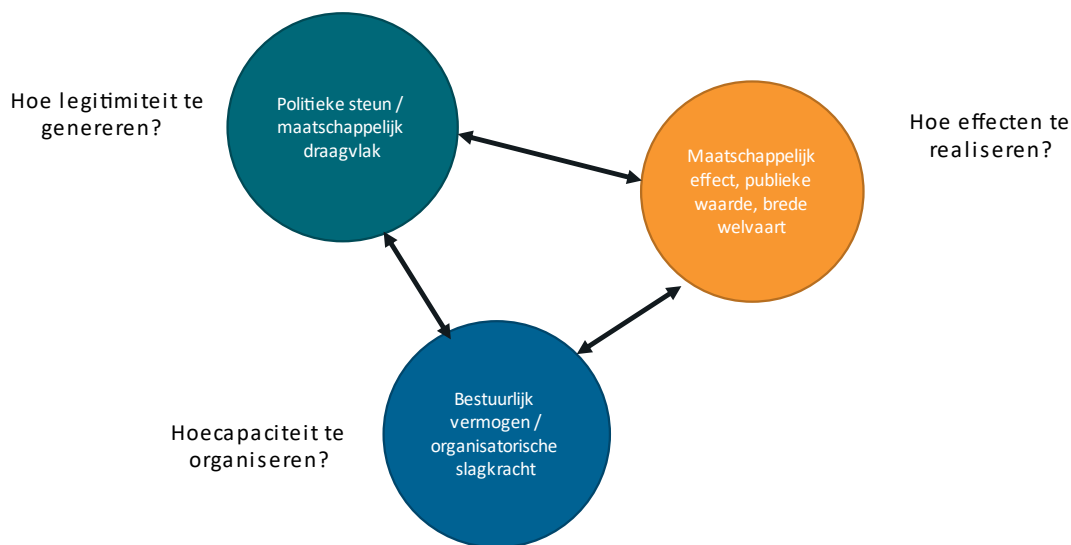 Hoe legitimiteit te
genereren?
Politieke steun /
maatschappelijk
draagvlak
Maatschappelijk
effect, publieke
waarde, brede
welvaart
Hoe effecten te
realiseren?
Bestuurlijk
vermogen /
organisatorische
slagkracht
Hoecapaciteit te
organiseren?